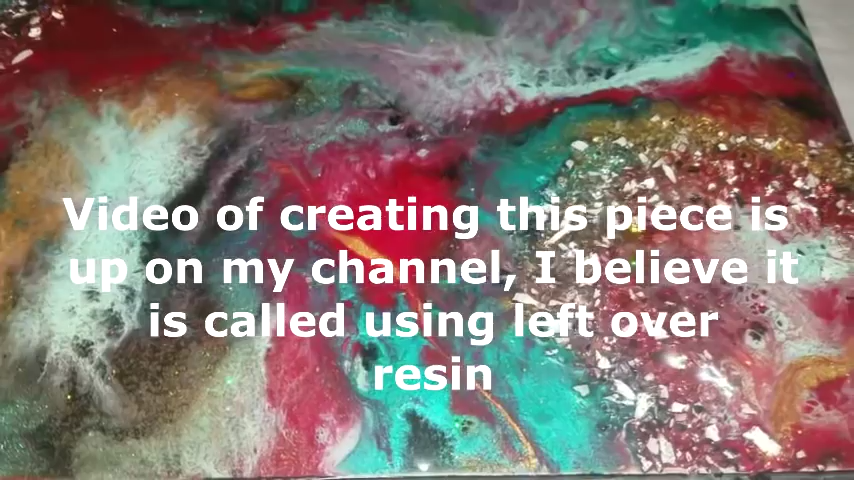 Video of creating this piece is
up on my channel, I believe it
is called using left over
resin